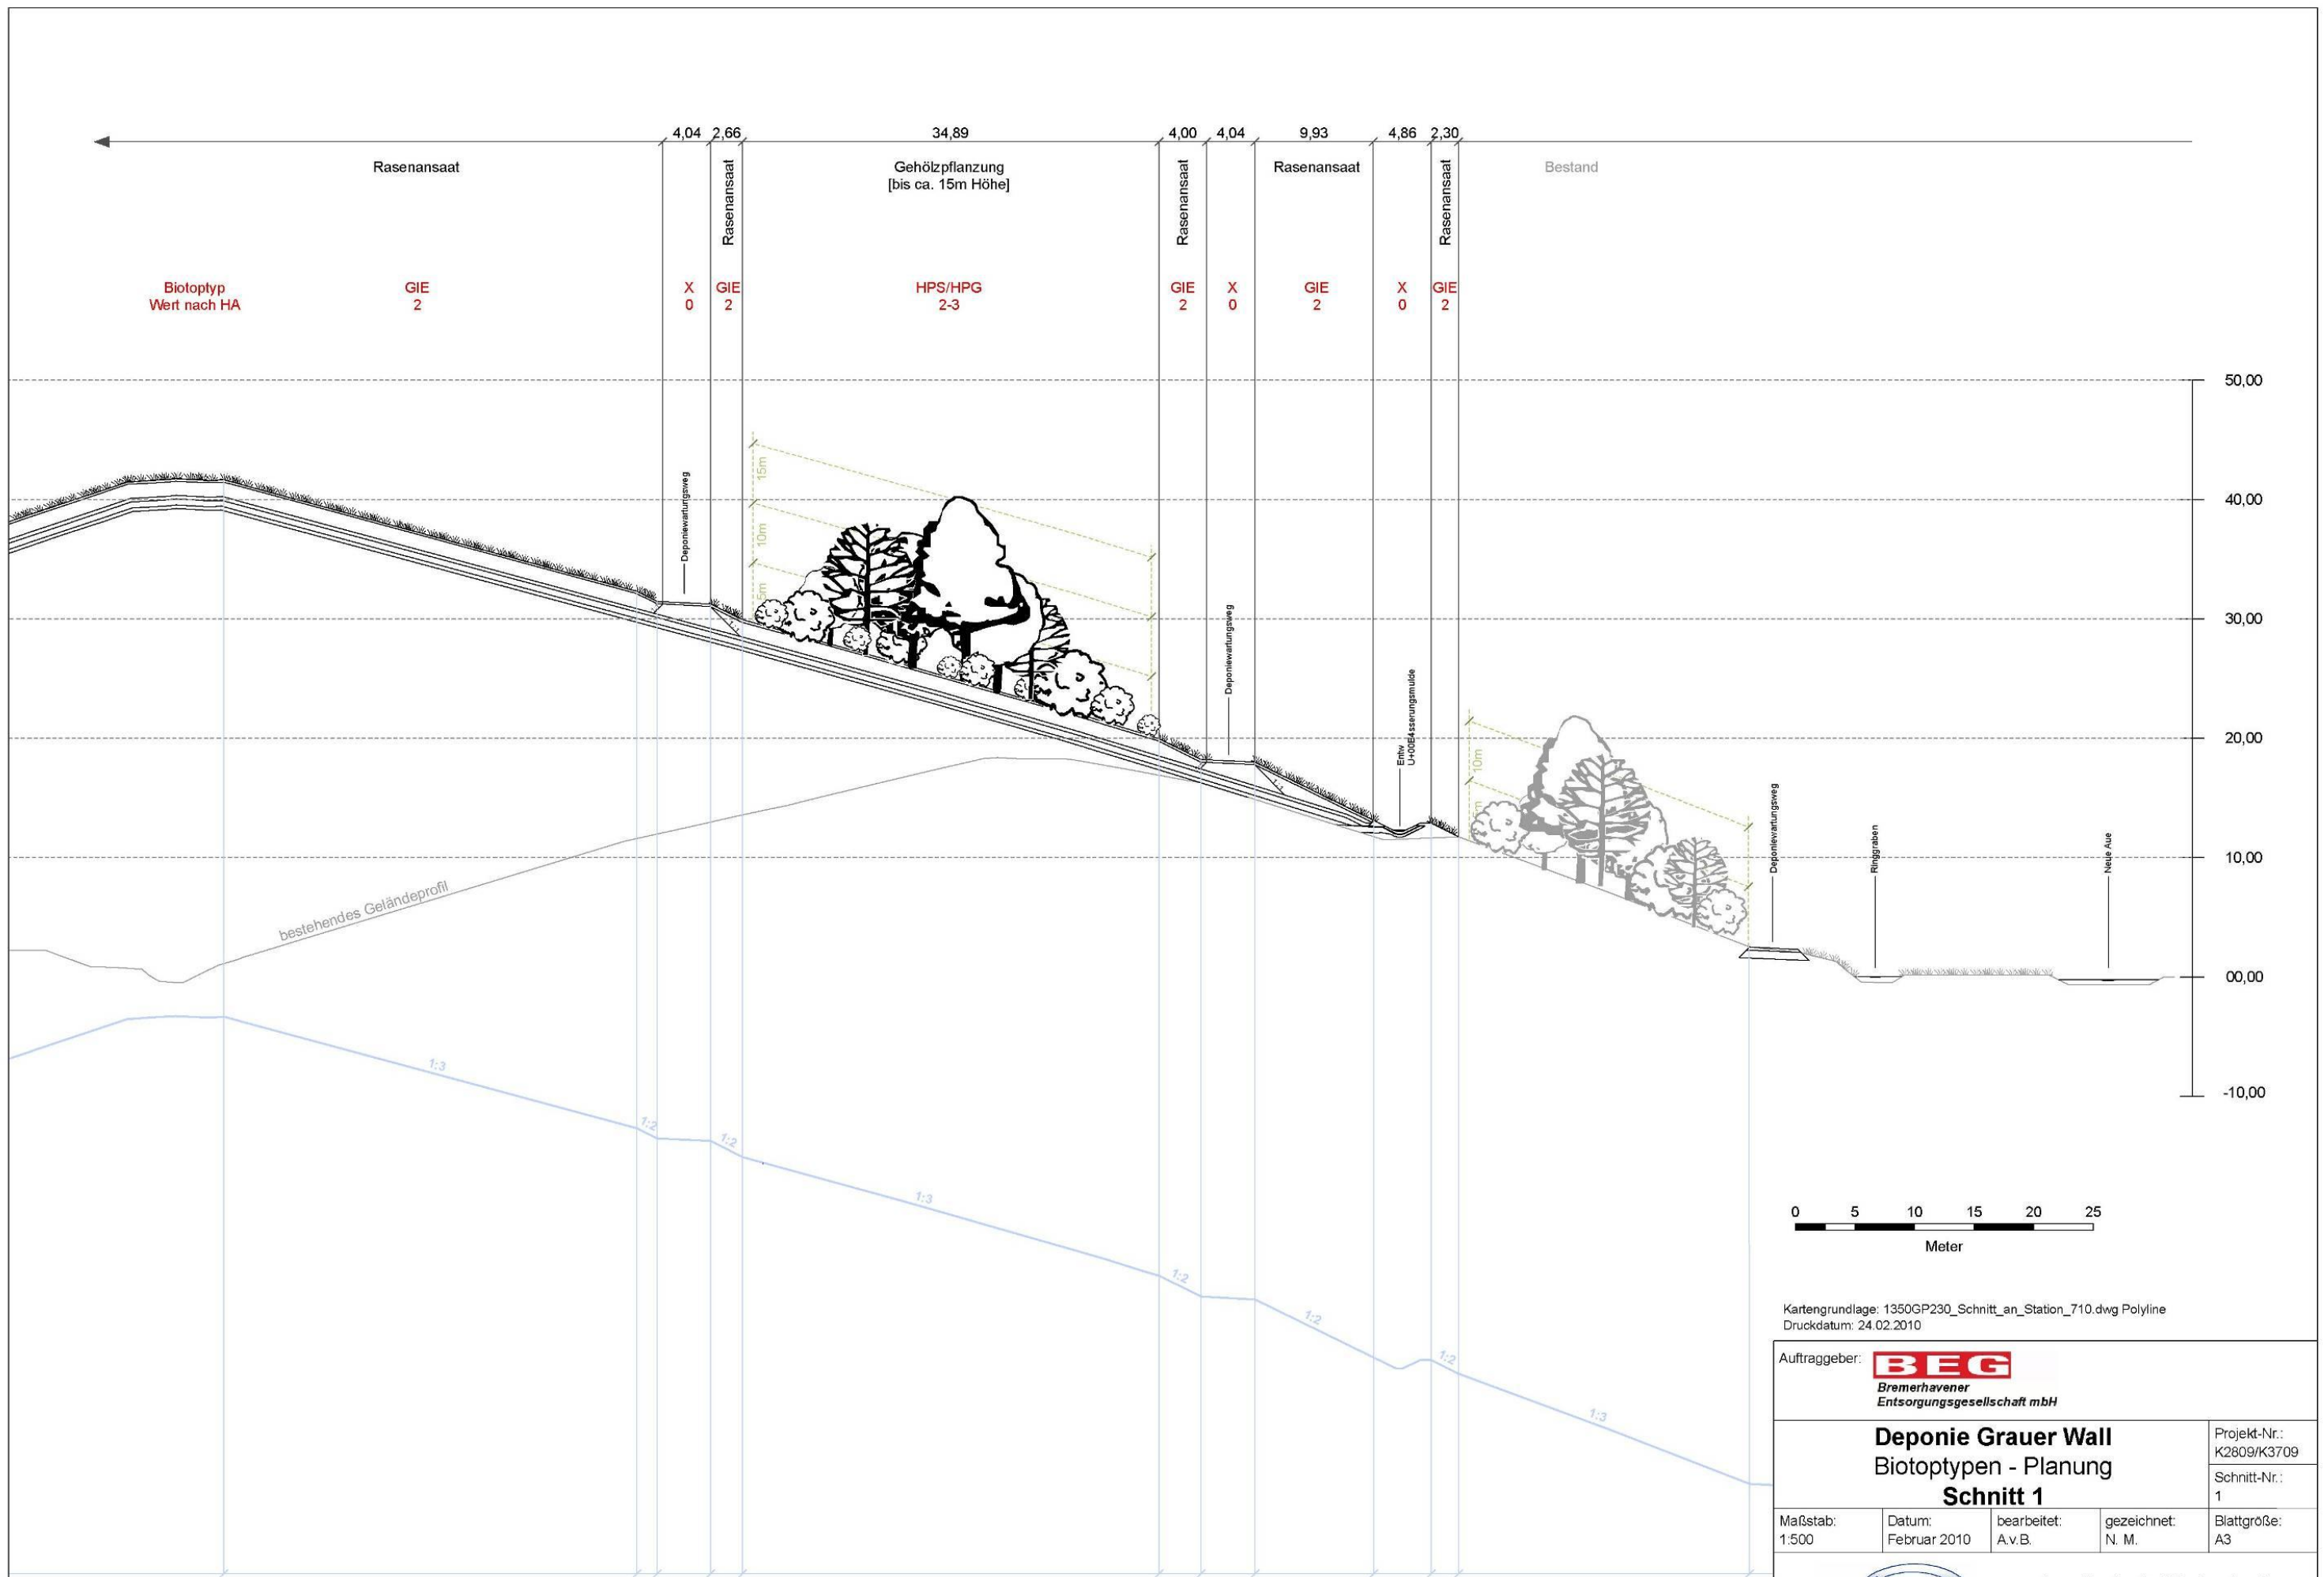 4,04 2,66 34,89 4,00 4,04 9,93 4,86 2,30
Rasenansaat
Rasenansaat
Gehölzpflanzung
[bis ca. 15m Höhe]
Rasenansaat
Rasenansaat
Rasenansaat
Bestand
Biotoptyp GIE X GIE HPS/HPG GIE X GIE X GIE
Wert nach HA 2 0 2 2-3 2 0 2 0 2
50,00
40,00
30,00
20,00
10,00
00,00
-10,00
Deponiewartungsweg
15m
10m
5m
Deponiewartungsweg
Entw
U+00E4sserungsmulde
10m
Deponiewartungsweg
Ringgraben
Neue Aue
bestehendes Geländeprofil
1:3
1:2
1:2
1:3
1:2
1:2
1:2
1:3
0 5 10 15 20 25
Meter
Kartengrundlage: 1350GP230_Schnitt_an_Station_710.dwg Polyline
Druckdatum: 24.02.2010
Auftraggeber:
BEG
Bremerhavener
Entsorgungsgesellschaft mbH
Deponie Grauer Wall
Biotoptypen - Planung
Schnitt 1
Projekt-Nr.:
K2809/K3709
Schnitt-Nr.:
1
Maßstab:
1:500
Datum:
Februar 2010
bearbeitet:
A.v.B.
gezeichnet:
N. M.
Blattgröße:
A3